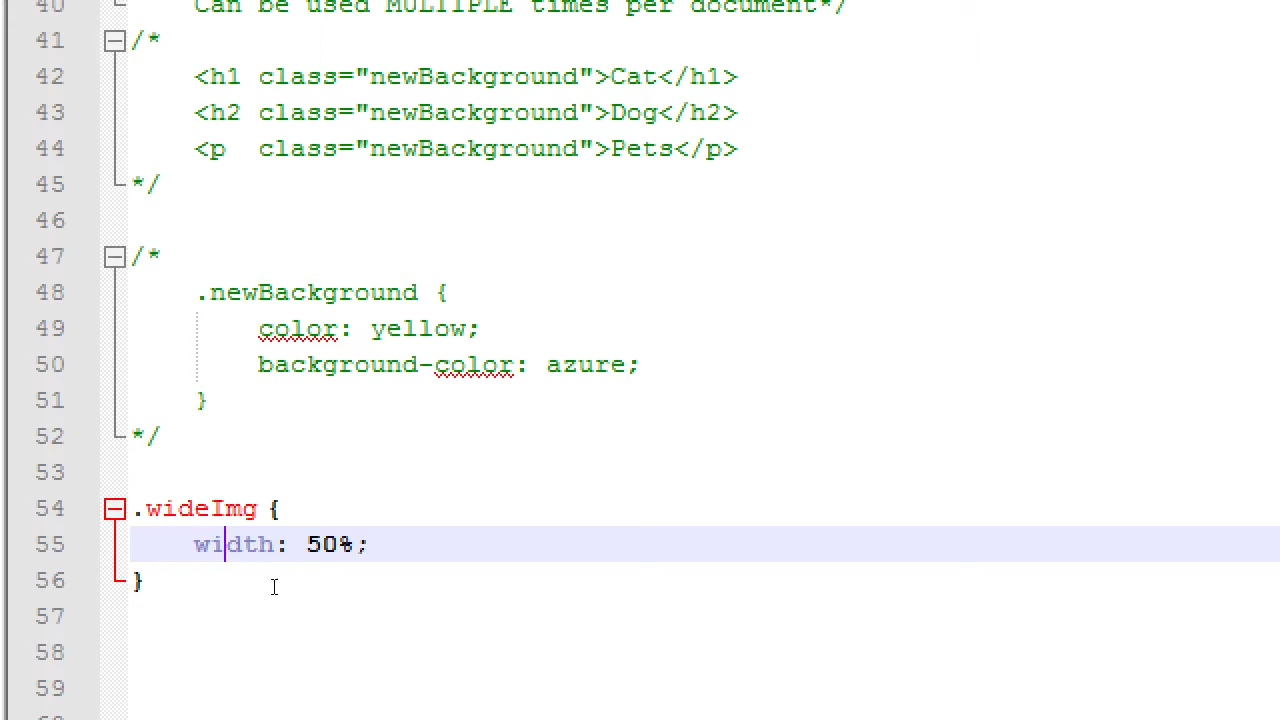 40 Can be used MULTIPLE times per document*/
41 /*
42 <h1 class="newBackground">Cat</h1>
43 <h2 class="newBackground">Dog</h2>
44 <p  class="newBackground">Pets</p>
45 */
46
47 /*
48 .newBackground {
49 color: yellow;
50 background-color: azure;
51 }
52 */
53
54 .wideImg {
55 width: 50%;
56 }
57
58
59